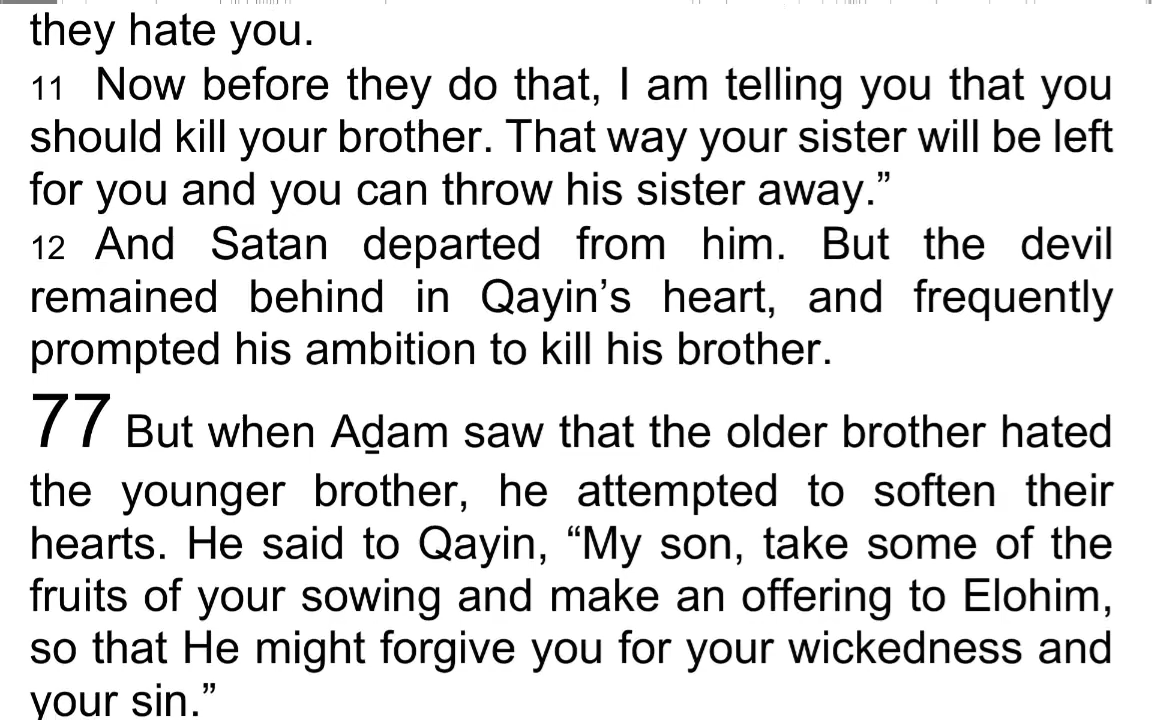 they hate you.
11 Now before they do that, I am telling you that you
should kill your brother. That way your sister will be left
for you and you can throw his sister away.”
12 And Satan departed from him. But the devil
remained behind in Qayin’s heart, and frequently
prompted his ambition to kill his brother.
77 But when Aḏam saw that the older brother hated
the younger brother, he attempted to soften their
hearts. He said to Qayin, “My son, take some of the
fruits of your sowing and make an offering to Elohim,
so that He might forgive you for your wickedness and
your sin.”